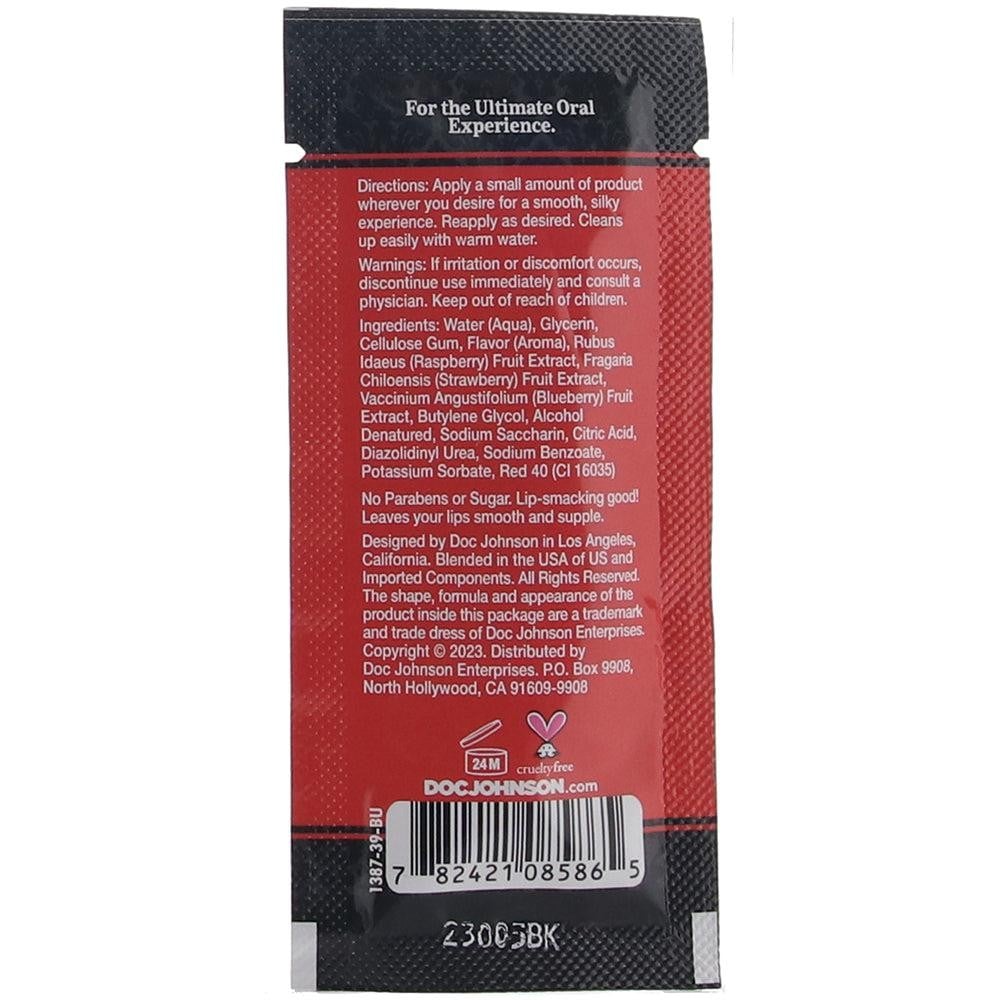 For the Ultimate Oral
Experience.
Directions: Apply a small amount of product
wherever you desire for a smooth, silky
experience. Reapply as desired. Cleans
up easily with warm water.
Warnings: If irritation or discomfort occurs,
discontinue use immediately and consult a
physician. Keep out of reach of children.
Ingredients: Water (Aqua), Glycerin,
Cellulose Gum, Flavor (Aroma), Rubus
Idaeus (Raspberry) Fruit Extract, Fragaria
Chiloensis (Strawberry) Fruit Extract,
Vaccinium Angustifolium (Blueberry) Fruit
Extract, Butylene Glycol, Alcohol
Denatured, Sodium Saccharin, Citric Acid,
Diazolidinyl Urea, Sodium Benzoate,
Potassium Sorbate, Red 40 (CI 16035)
No Parabens or Sugar. Lip-smacking good!
Leaves your lips smooth and supple.
Designed by Doc Johnson in Los Angeles,
California. Blended in the USA of US and
Imported Components. All Rights Reserved.
The shape, formula and appearance of the
product inside this package are a trademark
and trade dress of Doc Johnson Enterprises.
Copyright © 2023. Distributed by
Doc Johnson Enterprises. P.O. Box 9908,
North Hollywood, CA 91609-9908
24M
crueltyfree
DOCJOHNSON.com
1387-39-BU
7 82421 08586 5
23005BK